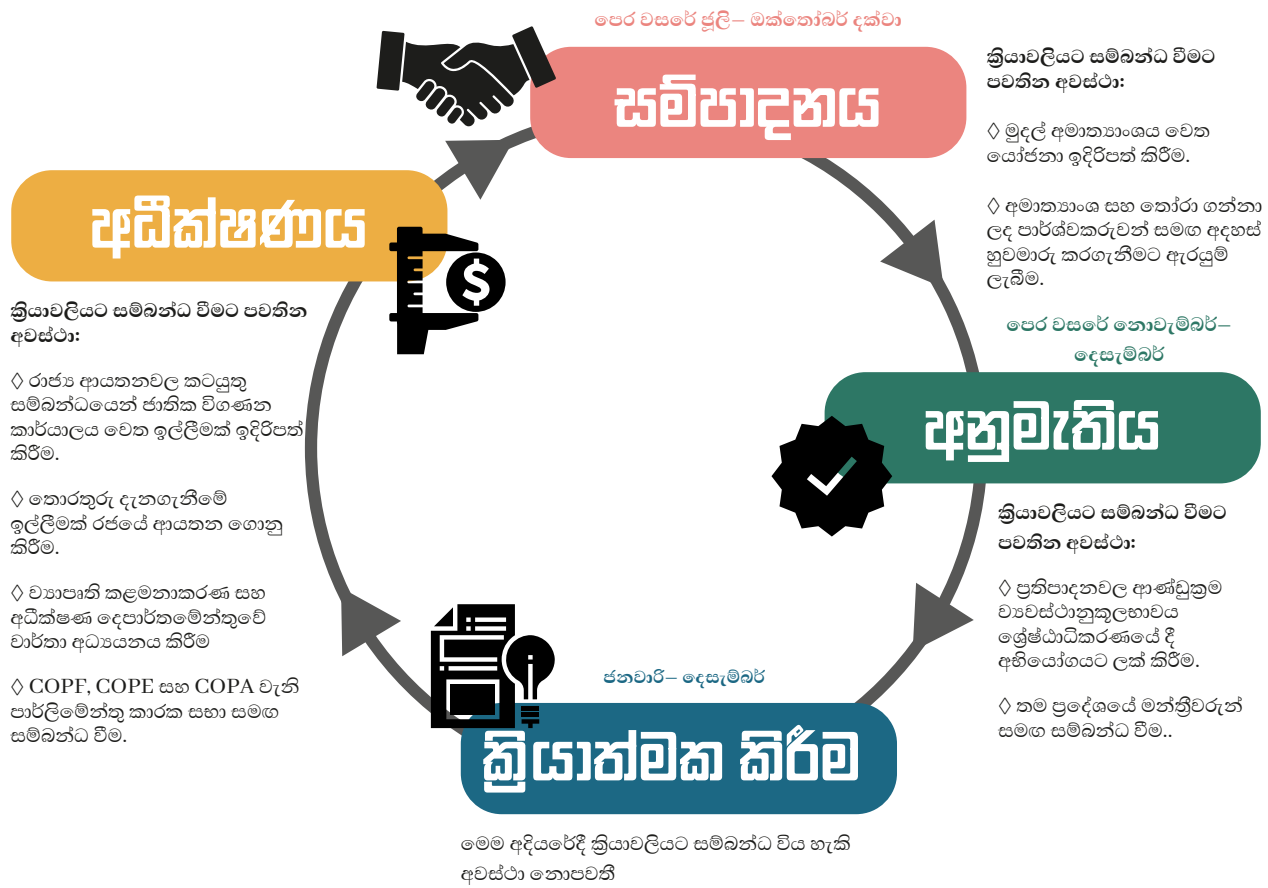 පෙර වසරේ ජූලි– ඔක්තෝබර් දක්වා
සම්පාදනය
ක්‍රියාවලියට සම්බන්ධ වීමට
පවතින අවස්ථා:
◊ මුදල් අමාත්‍යාංශය වෙත
යෝජනා ඉදිරිපත් කිරීම.
◊ අමාත්‍යාංශ සහ තෝරා ගන්නා
ලද පාර්ශ්වකරුවන් සමඟ අදහස්
හුවමාරු කරගැනීමට ඇරයුම්
ලැබීම.
පෙර වසරේ නොවැම්බර්–
දෙසැම්බර්
අනුමැතිය
ක්‍රියාවලියට සම්බන්ධ වීමට
පවතින අවස්ථා:
◊ ප්‍රතිපාදනවල ආණ්ඩුක්‍රම
ව්‍යවස්ථානුකූලභාවය
ශ්‍රේෂ්ඨාධිකරණයේ දී
අභියෝගයට ලක් කිරීම.
◊ තම ප්‍රදේශයේ මන්ත්‍රීවරුන්
සමඟ සම්බන්ධ වීම..
ජනවාරි– දෙසැම්බර්
ක්‍රියාත්මක කිරීම
මෙම අදියරේදී ක්‍රියාවලියට සම්බන්ධ විය හැකි
අවස්ථා නොපවතී
අධීක්ෂණය
$
ක්‍රියාවලියට සම්බන්ධ වීමට පවතින
අවස්ථා:
◊ රාජ්‍ය ආයතනවල කටයුතු
සම්බන්ධයෙන් ජාතික විගණන
කාර්යාලය වෙත ඉල්ලීමක් ඉදිරිපත්
කිරීම.
◊ තොරතුරු දැනගැනීමේ
ඉල්ලීමක් රජයේ ආයතන ගොනු
කිරීම.
◊ ව්‍යාපෘති කළමනාකරණ සහ
අධීක්ෂණ දෙපාර්තමේන්තුවේ
වාර්තා අධ්‍යයනය කිරීම
◊ COPF, COPE සහ COPA වැනි
පාර්ලිමේන්තු කාරක සභා සමඟ
සම්බන්ධ වීම.